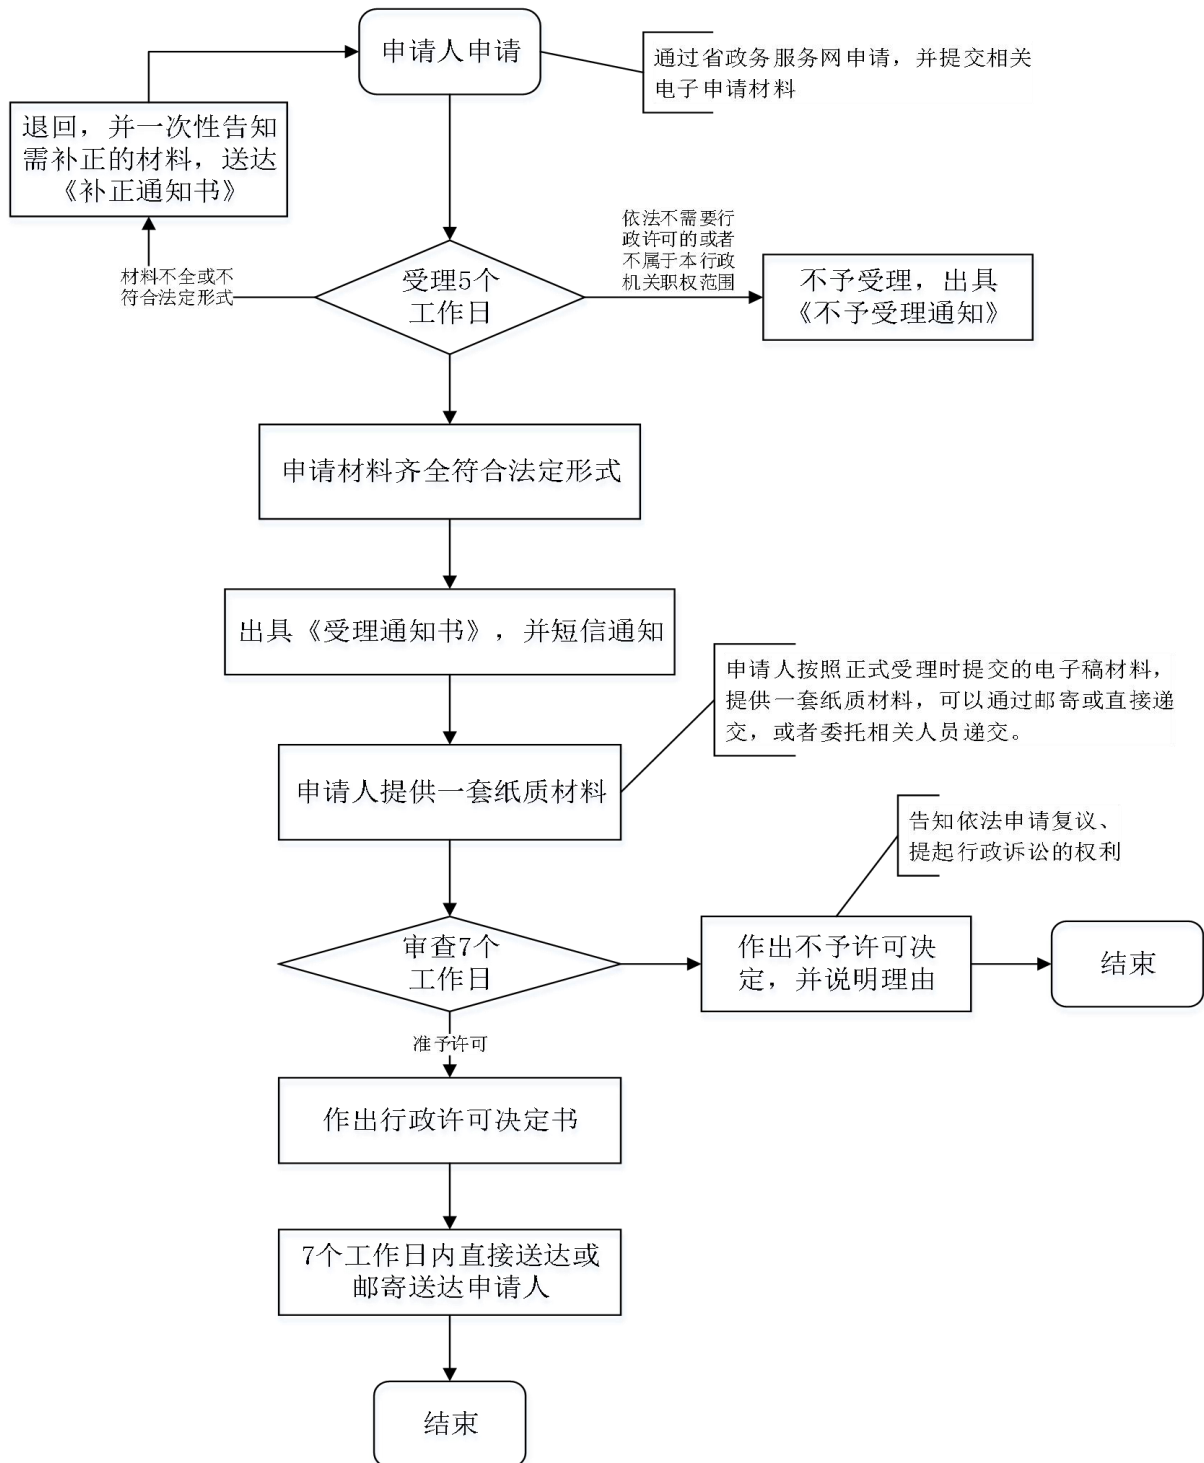 申请人申请
通过省政务服务网申请，并提交相关
电子申请材料
退回，并一次性告知
需补正的材料，送达
《补正通知书》
材料不全或不
符合法定形式
受理5个
工作日
依法不需要行
政许可的或者
不属于本行政
机关职权范围
不予受理，出具
《不予受理通知》
申请材料齐全符合法定形式
出具《受理通知书》，并短信通知
申请人按照正式受理时提交的电子稿材料，
提供一套纸质材料，可以通过邮寄或直接递
交，或者委托相关人员递交。
申请人提供一套纸质材料
告知依法申请复议、
提起行政诉讼的权利
审查7个
工作日
作出不予许可决
定，并说明理由
结束
准予许可
作出行政许可决定书
7个工作日内直接送达或
邮寄送达申请人
结束